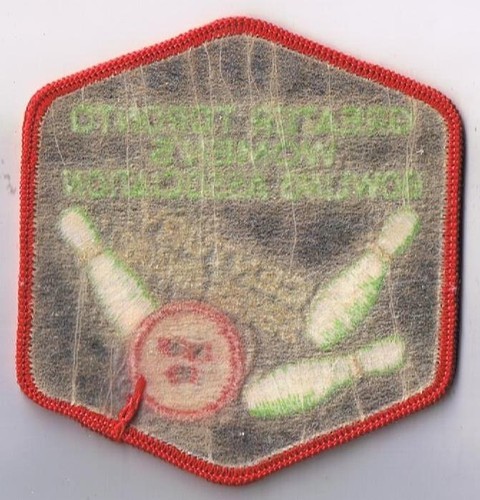 GREATER TORONTO
WOMEN'S
BOWLING ASSOCIATION